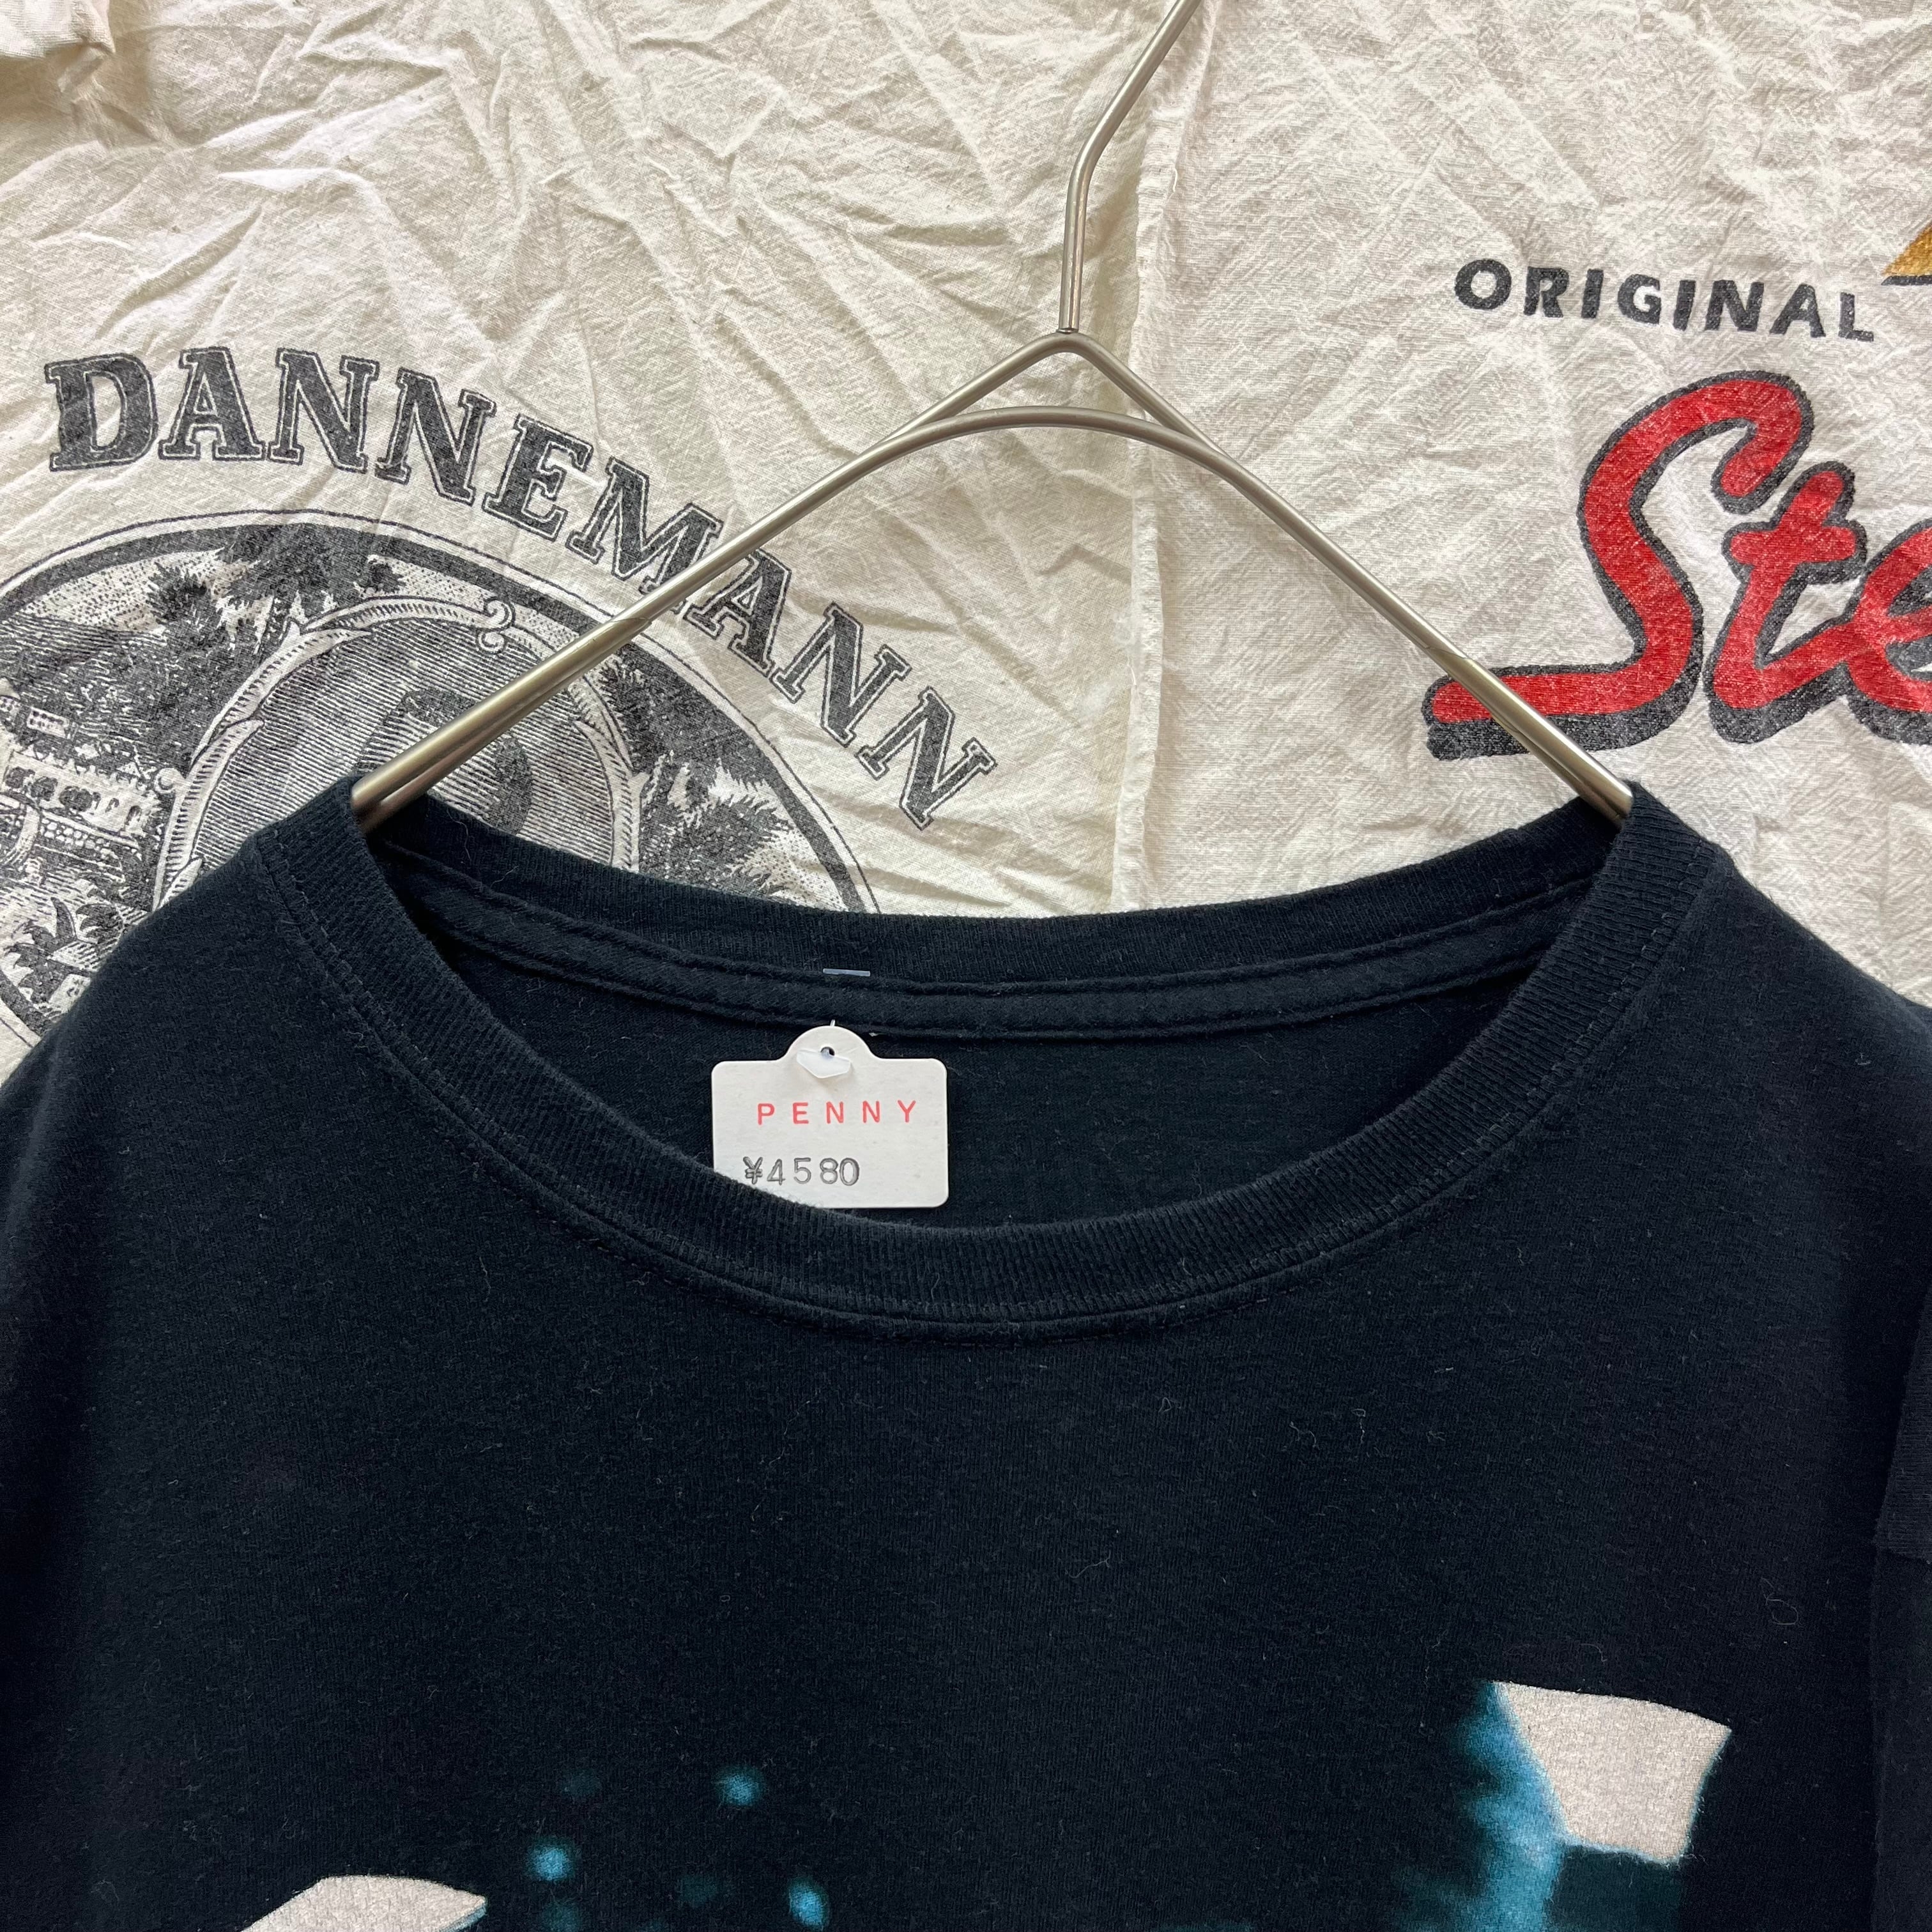 DANNEMANN
ORIGINAL
Ste
PENNY
¥4580